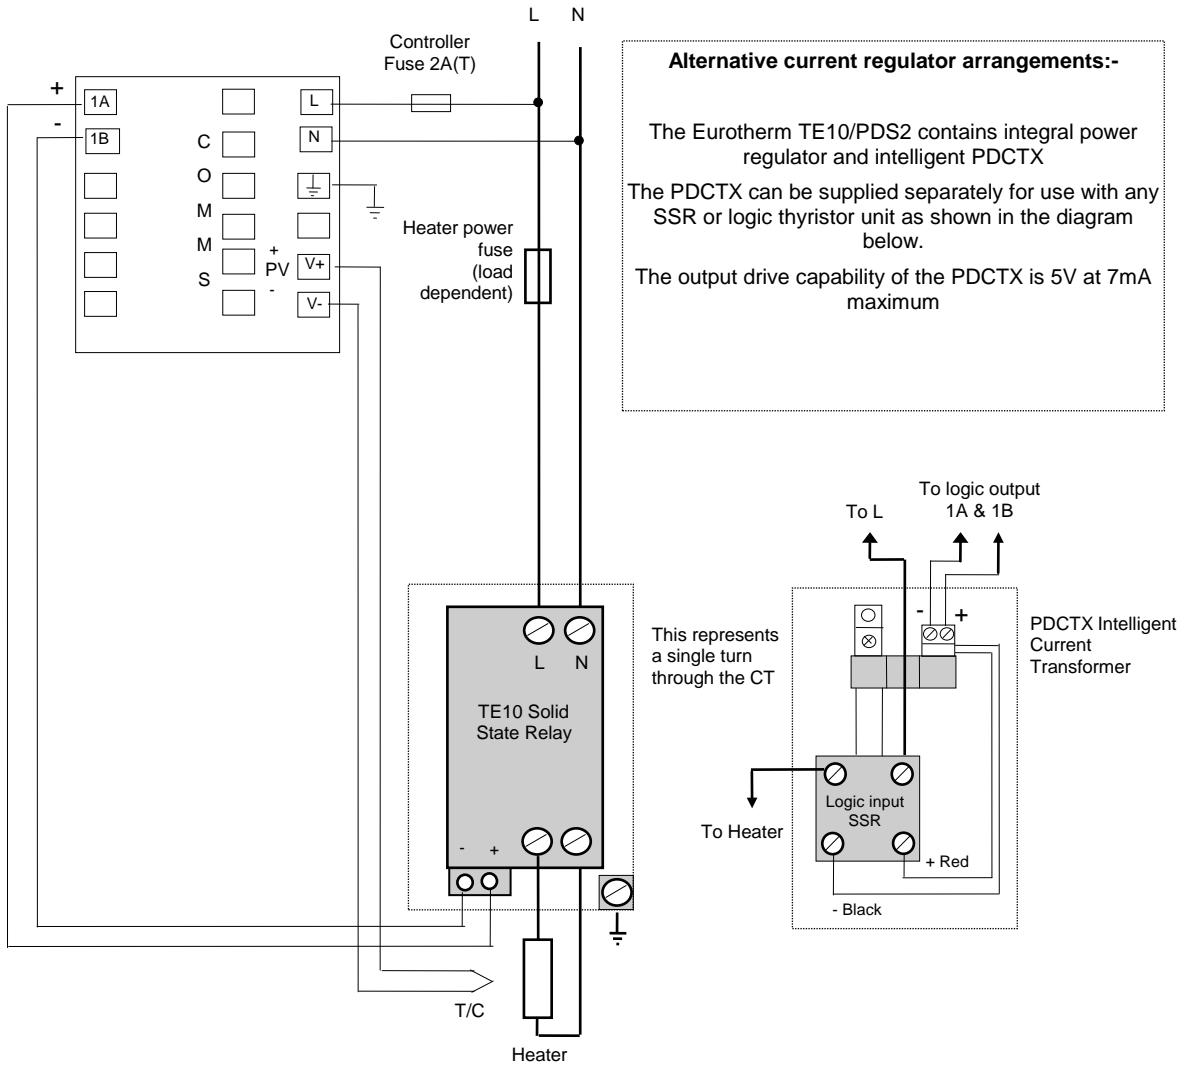 L N
Controller
Fuse 2A(T)
+
1A
-
1B
C
O
M
M
S
L
N
+
PV
-
V+
V-
Heater power
fuse
(load
dependent)
Alternative current regulator arrangements:-
The Eurotherm TE10/PDS2 contains integral power
regulator and intelligent PDCTX
The PDCTX can be supplied separately for use with any
SSR or logic thyristor unit as shown in the diagram
below.
The output drive capability of the PDCTX is 5V at 7mA
maximum
L N
TE10 Solid
State Relay
- +
T/C
Heater
This represents
a single turn
through the CT
To L
To logic output
1A & 1B
- +
PDCTX Intelligent
Current
Transformer
Logic input
SSR
To Heater
+ Red
- Black